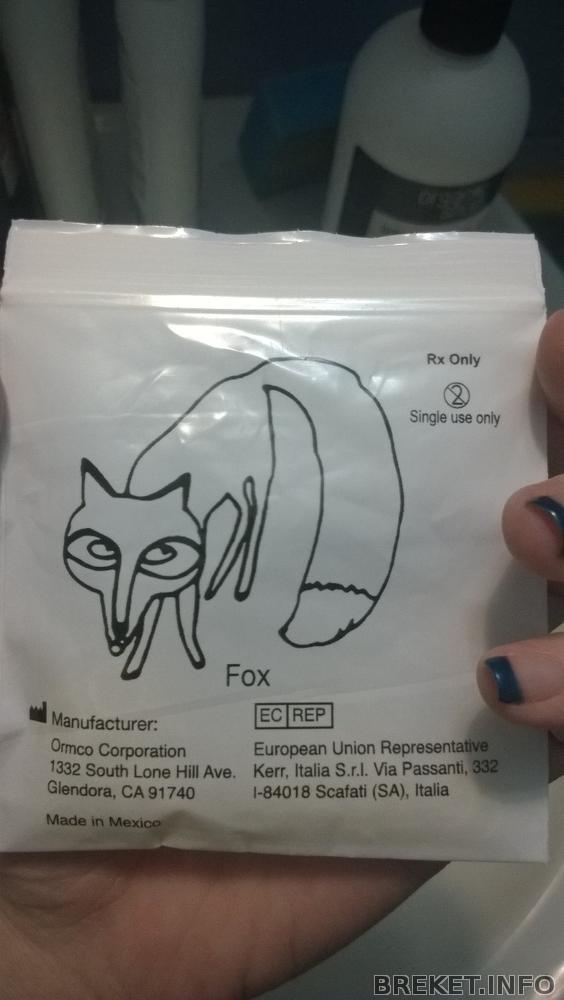 Rx Only
Single use only
Fox
Manufacturer:
Ormco Corporation
1332 South Lone Hill Ave.
Glendora, CA 91740
Made in Mexico
EC REP
European Union Representative
Kerr, Italia S.r.l. Via Passanti, 332
I-84018 Scafati (SA), Italia
BREKET.INFO